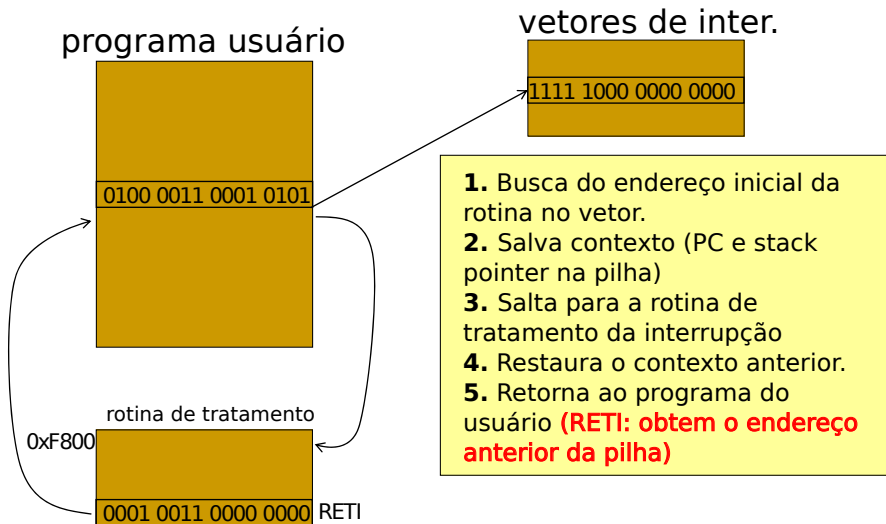 programa usuário
vetores de inter.
1111 1000 0000 0000
0100 0011 0001 0101
1. Busca do endereço inicial da
rotina no vetor.
2. Salva contexto (PC e stack
pointer na pilha)
3. Salta para a rotina de
tratamento da interrupção
4. Restaura o contexto anterior.
5. Retorna ao programa do
usuário (RETI: obtem o endereço
anterior da pilha)
rotina de tratamento
0xF800
0001 0011 0000 0000 RETI